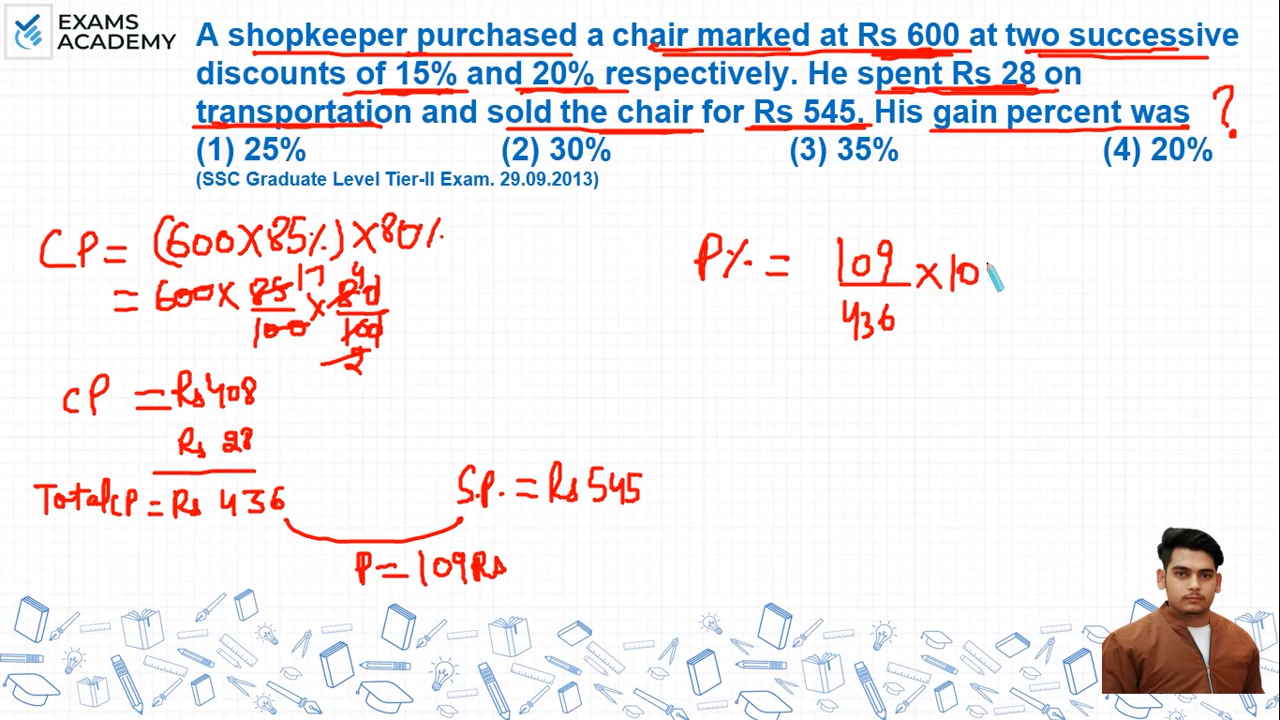 EXAMS
ACADEMY
A shopkeeper purchased a chair marked at Rs 600 at two successive
discounts of 15% and 20% respectively. He spent Rs 28 on
transportation and sold the chair for Rs 545. His gain percent was ?
(1) 25% (2) 30% (3) 35% (4) 20%
(SSC Graduate Level Tier-II Exam. 29.09.2013)
CP = (600 X 85%) X 80%
= 600 X 85/100 17 X 80/100 4 2
CP = Rs 408
Rs 28
Total CP = Rs 436
S.P. = Rs 545
P = 109 Rs
P% = 109/436 X 10